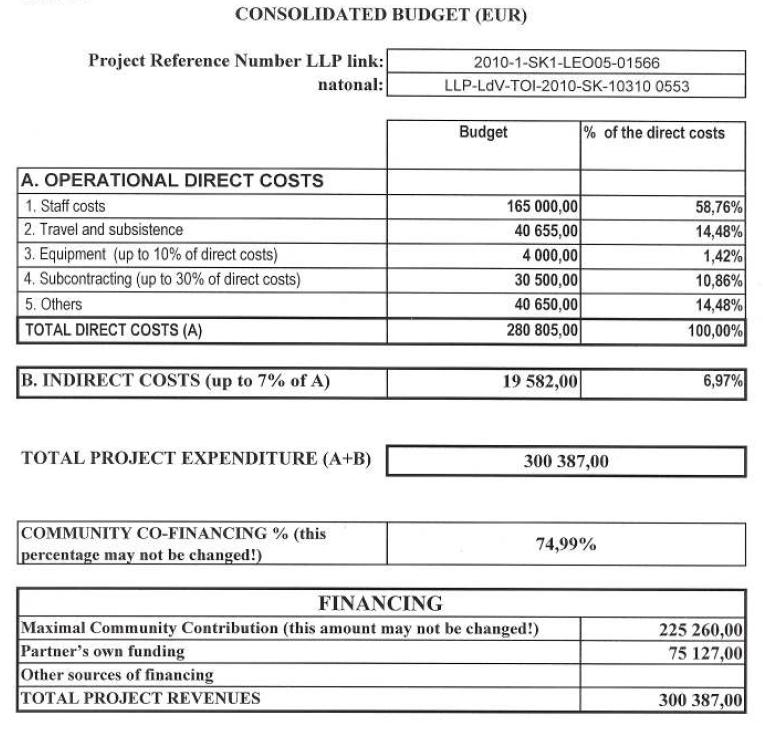 CONSOLIDATED BUDGET (EUR)
Project Reference Number LLP link: 2010-1-SK1-LEO05-01566
natonal: LLP-LdV-TOI-2010-SK-10310 0553
Budget % of the direct costs
A. OPERATIONAL DIRECT COSTS
1. Staff costs 165 000,00 58,76%
2. Travel and subsistence 40 655,00 14,48%
3. Equipment (up to 10% of direct costs) 4 000,00 1,42%
4. Subcontracting (up to 30% of direct costs) 30 500,00 10,86%
5. Others 40 650,00 14,48%
TOTAL DIRECT COSTS (A) 280 805,00 100,00%
B. INDIRECT COSTS (up to 7% of A) 19 582,00 6,97%
TOTAL PROJECT EXPENDITURE (A+B) 300 387,00
COMMUNITY CO-FINANCING % (this
percentage may not be changed!) 74,99%
FINANCING
Maximal Community Contribution (this amount may not be changed!) 225 260,00
Partner's own funding 75 127,00
Other sources of financing
TOTAL PROJECT REVENUES 300 387,00